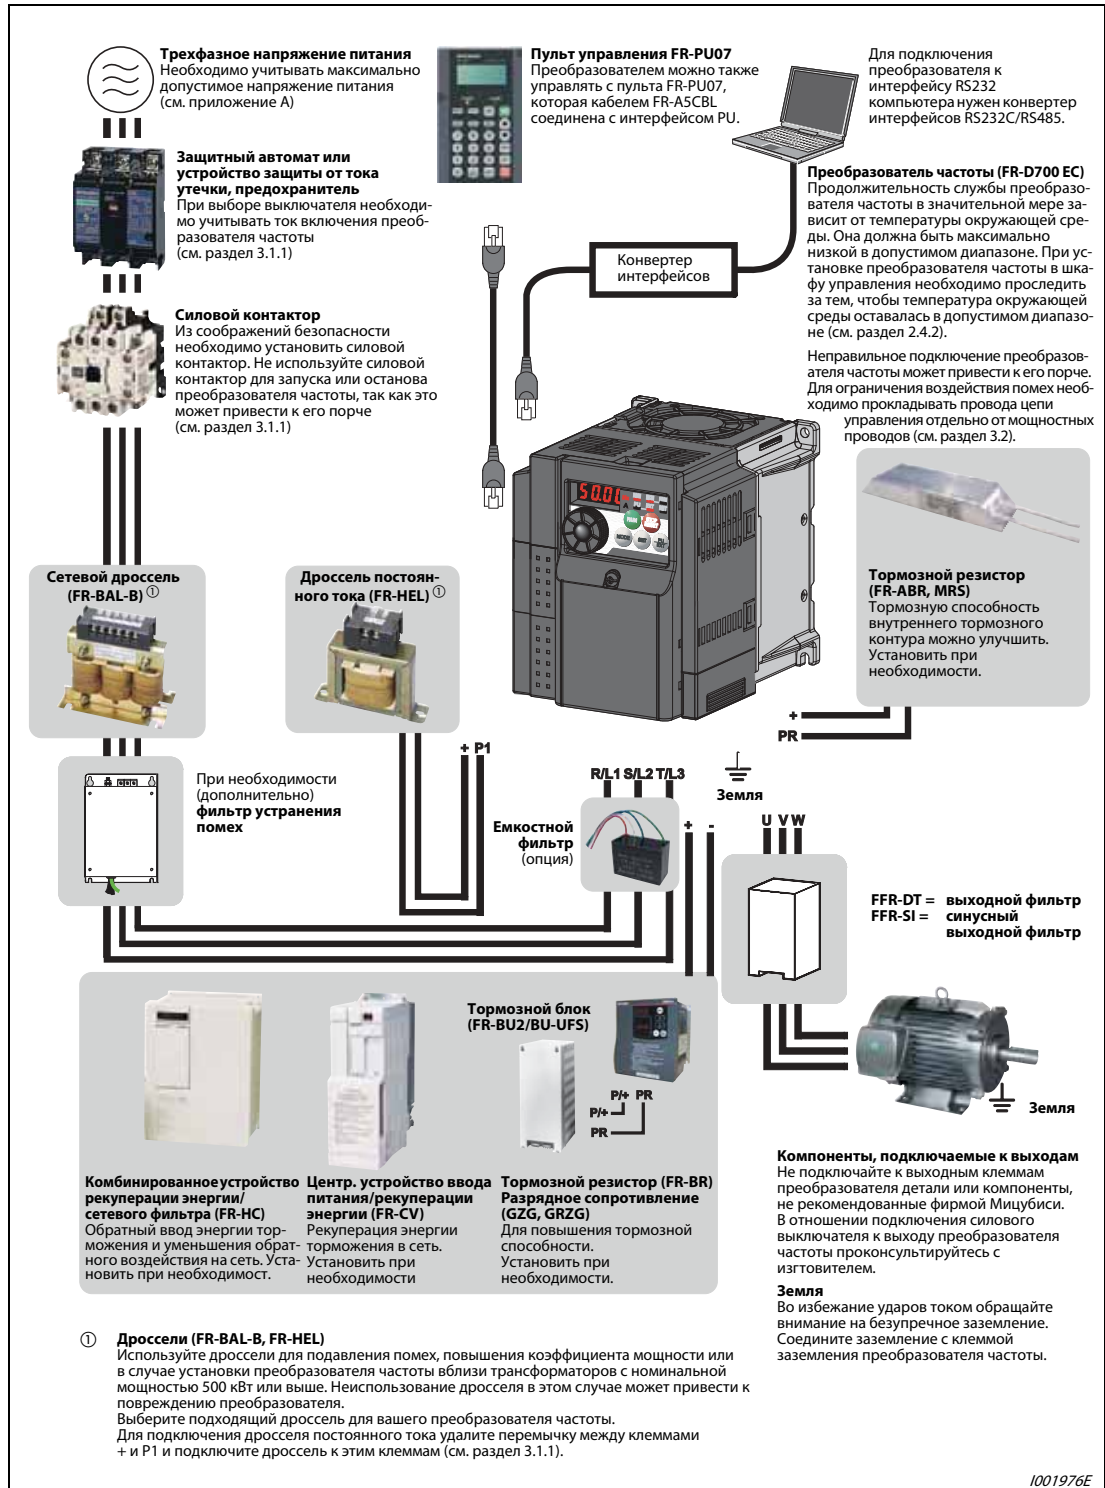 Трехфазное напряжение питания
Необходимо учитывать максимально
допустимое напряжение питания
(см. приложение A)
Пульт управления FR-PU07
Преобразователем можно также
управлять с пульта FR-PU07,
которая кабелем FR-A5CBL
соединена с интерфейсом PU.
Для подключения
преобразователя к
интерфейсу RS232
компьютера нужен конвертер
интерфейсов RS232C/RS485.
Защитный автомат или
устройство защиты от тока
утечки, предохранитель
При выборе выключателя необходи-
мо учитывать ток включения преоб-
разователя частоты
(см. раздел 3.1.1)
Преобразователь частоты (FR-D700 EC)
Продолжительность службы преобразо-
вателя частоты в значительной мере за-
висит от температуры окружающей сре-
ды. Она должна быть максимально
низкой в допустимом диапазоне. При ус-
тановке преобразователя частоты в шка-
фу управления необходимо проследить
за тем, чтобы температура окружающей
среды оставалась в допустимом диапазо-
не (см. раздел 2.4.2).
Неправильное подключение преобразов-
ателя частоты может привести к его порче.
Для ограничения воздействия помех необ-
ходимо прокладывать провода цепи
управления отдельно от мощностных
проводов (см. раздел 3.2).
Конвертер
интерфейсов
Силовой контактор
Из соображений безопасности
необходимо установить силовой
контактор. Не используйте силовой
контактор для запуска или останова
преобразователя частоты, так как это
может привести к его порче
(см. раздел 3.1.1)
50.00
A
RUN
MODE
SET
PU
EXT
Сетевой дроссель
(FR-BAL-B) ①
Дроссель постоян-
ного тока (FR-HEL) ①
Тормозной резистор
(FR-ABR, MRS)
Тормозную способность
внутреннего тормозного
контура можно улучшить.
Установить при
необходимости.
+
PR
+ P1
R/L1 S/L2 T/L3
Земля
При необходимости
(дополнительно)
фильтр устранения
помех
Емкостной
фильтр
(опция)
+ -
U V W
FFR-DT = выходной фильтр
FFR-SI = синусный
выходной фильтр
Тормозной блок
(FR-BU2/BU-UFS)
P/+ PR
P/+
PR
Земля
Комбинированное устройство
рекуперации энергии/
сетевого фильтра (FR-HC)
Обратный ввод энергии тор-
можения и уменьшения обрат-
ного воздействия на сеть. Уста-
новить при необходимост.
Центр. устройство ввода
питания/рекуперации
энергии (FR-CV)
Рекуперация энергии
торможения в сеть.
Установить при
необходимости
Тормозной резистор (FR-BR)
Разрядное сопротивление
(GZG, GRZG)
Для повышения тормозной
способности.
Установить при
необходимости.
Компоненты, подключаемые к выходам
Не подключайте к выходным клеммам
преобразователя детали или компоненты,
не рекомендованные фирмой Мицубиси.
В отношении подключения силового
выключателя к выходу преобразователя
частоты проконсультируйтесь с
изгтовителем.
Земля
Во избежание ударов током обращайте
внимание на безупречное заземление.
Соедините заземление с клеммой
заземления преобразователя частоты.
① Дроссели (FR-BAL-B, FR-HEL)
Используйте дроссели для подавления помех, повышения коэффициента мощности или
в случае установки преобразователя частоты вблизи трансформаторов с номинальной
мощностью 500 кВт или выше. Неиспользование дросселя в этом случае может привести к
повреждению преобразователя.
Выберите подходящий дроссель для вашего преобразователя частоты.
Для подключения дросселя постоянного тока удалите перемычку между клеммами
+ и P1 и подключите дроссель к этим клеммам (см. раздел 3.1.1).
I001976E